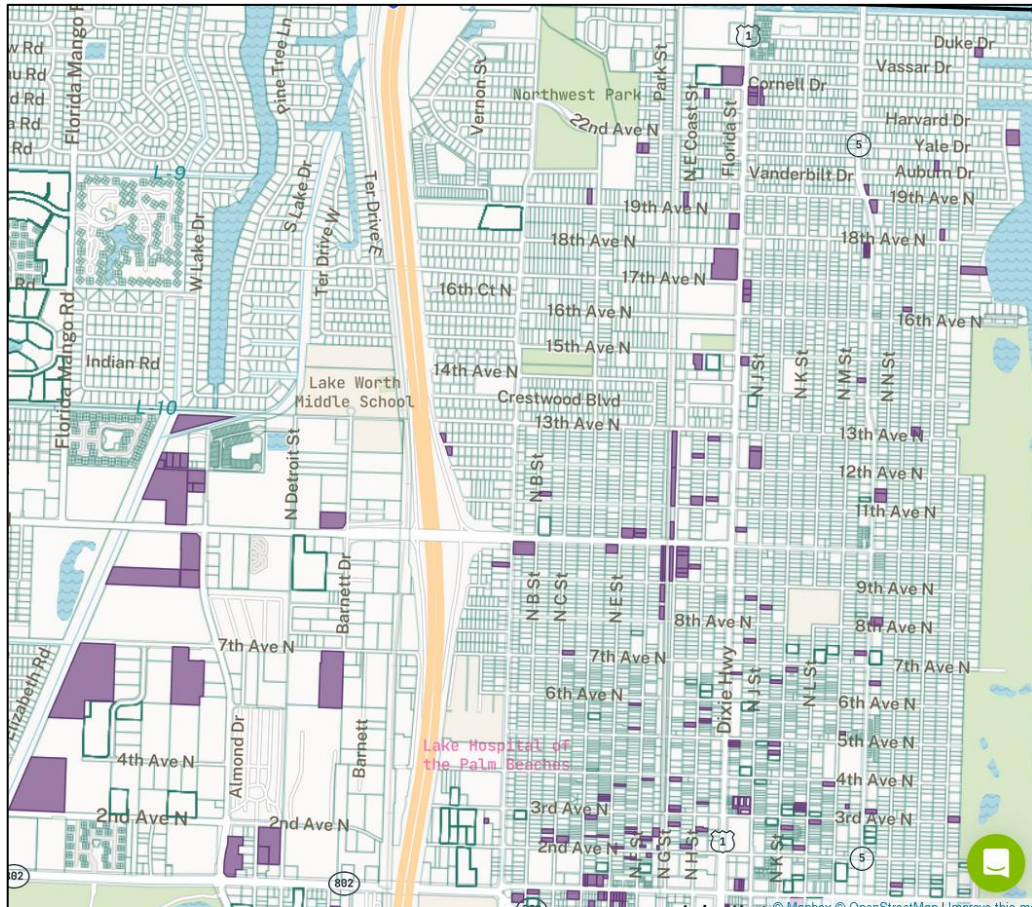 Florida Mango R
Pine Tree Ln
1
Duke Dr
w Rd
au Rd
d Rd
a Rd
Rd
Vassar Dr
Park St
Vernon St
Northwest Park
N E Coast St
Cornell Dr
Florida St
22nd Ave N
Harvard Dr
5
Yale Dr
L-9
Auburn Dr
Vanderbilt Dr
S Lake Dr
Ter Drive E
19th Ave N
19th Ave N
W Lake Dr
Ter Drive W
18th Ave N
18th Ave N
Rd
17th Ave N
16th Ct N
Florida Mango Rd
16th Ave N
16th Ave N
15th Ave N
Indian Rd
14th Ave N
N J St
N K St
N M St
N N St
Lake Worth
Middle School
Crestwood Blvd
L-10
13th Ave N
13th Ave N
N Detroit St
N B St
12th Ave N
11th Ave N
Barnett Dr
N B St
N C St
N E St
9th Ave N
8th Ave N
8th Ave N
7th Ave N
7th Ave N
7th Ave N
Elizabeth Rd
Dixie Hwy
N J St
N L St
6th Ave N
6th Ave N
Almond Dr
Barnett
Lake Hospital of
the Palm Beaches
5th Ave N
4th Ave N
4th Ave N
2nd Ave N
2nd Ave N
3rd Ave N
3rd Ave N
2nd Ave N
N F St
N G St
N H St
1
N K St
5
802
802
© Mapbox © OpenStreetMap Improve this m